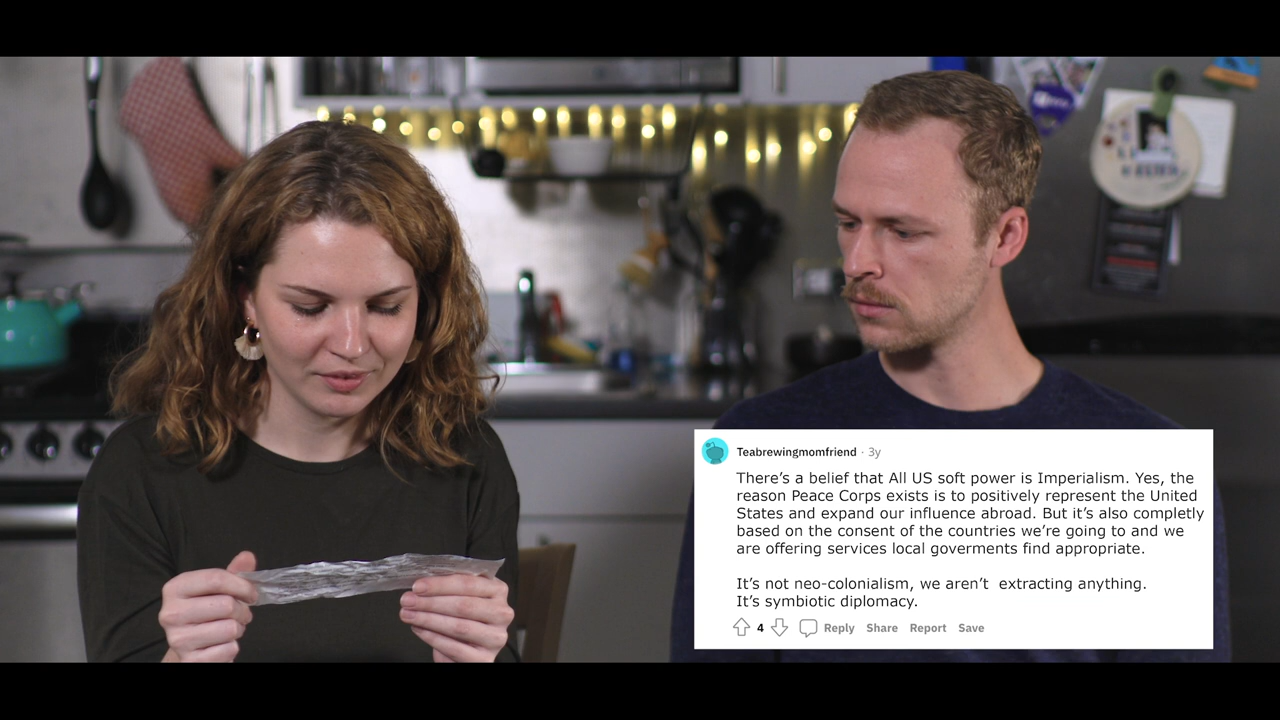 Teabrewingmomfriend · 3y
There's a belief that All US soft power is Imperialism. Yes, the
reason Peace Corps exists is to positively represent the United
States and expand our influence abroad. But it's also completly
based on the consent of the countries we're going to and we
are offering services local goverments find appropriate.
It's not neo-colonialism, we aren't  extracting anything.
It's symbiotic diplomacy.
4 Reply Share Report Save